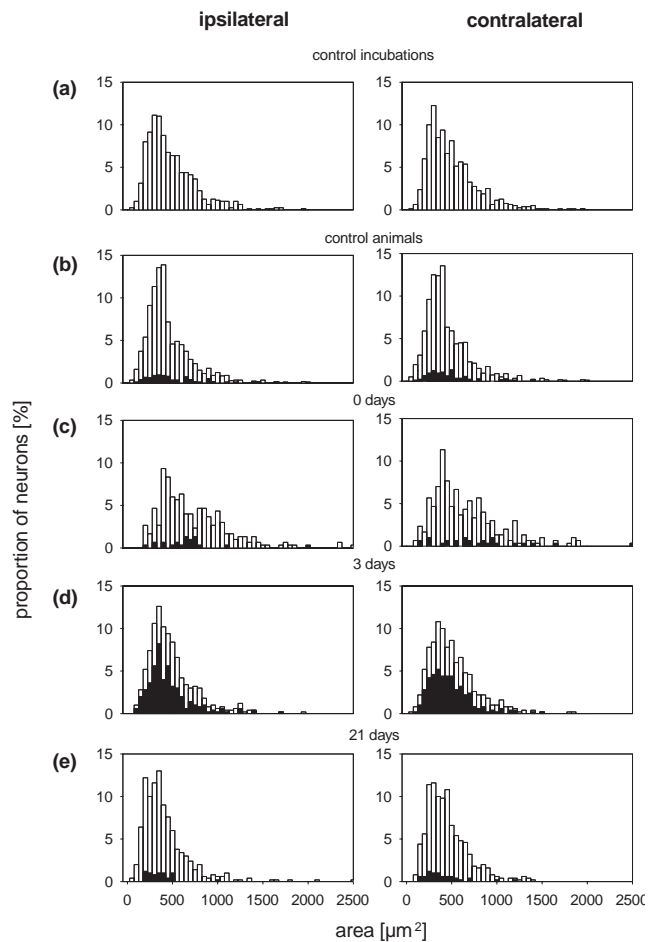 ipsilateral contralateral
control incubations
(a)
15 15
10 10
5 5
0 0
control animals
(b)
15 15
10 10
5 5
0 0
0 days
(c)
15 15
10 10
5 5
0 0
3 days
(d)
15 15
10 10
5 5
0 0
21 days
(e)
15 15
10 10
5 5
0 0
0 500 1000 1500 2000 2500 0 500 1000 1500 2000 2500
area [µm²]
proportion of neurons [%]